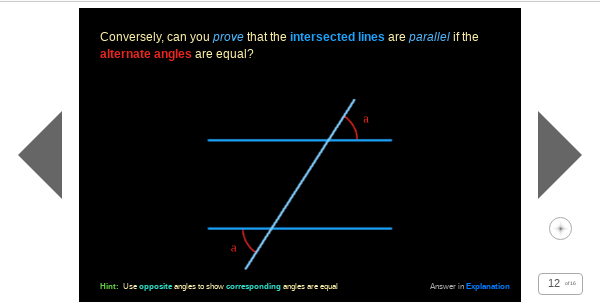 Conversely, can you prove that the intersected lines are parallel if the
alternate angles are equal?
a
a
Hint: Use opposite angles to show corresponding angles are equal
Answer in Explanation
12 of 16